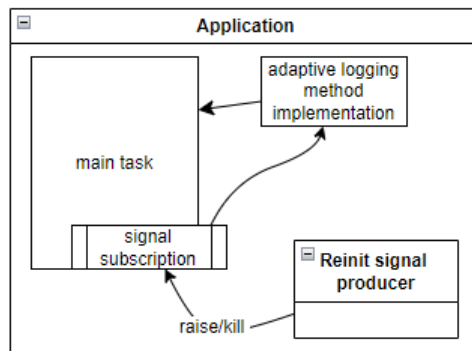 Application
adaptive logging
method
implementation
main task
signal
subscription
Reinit signal
producer
raise/kill